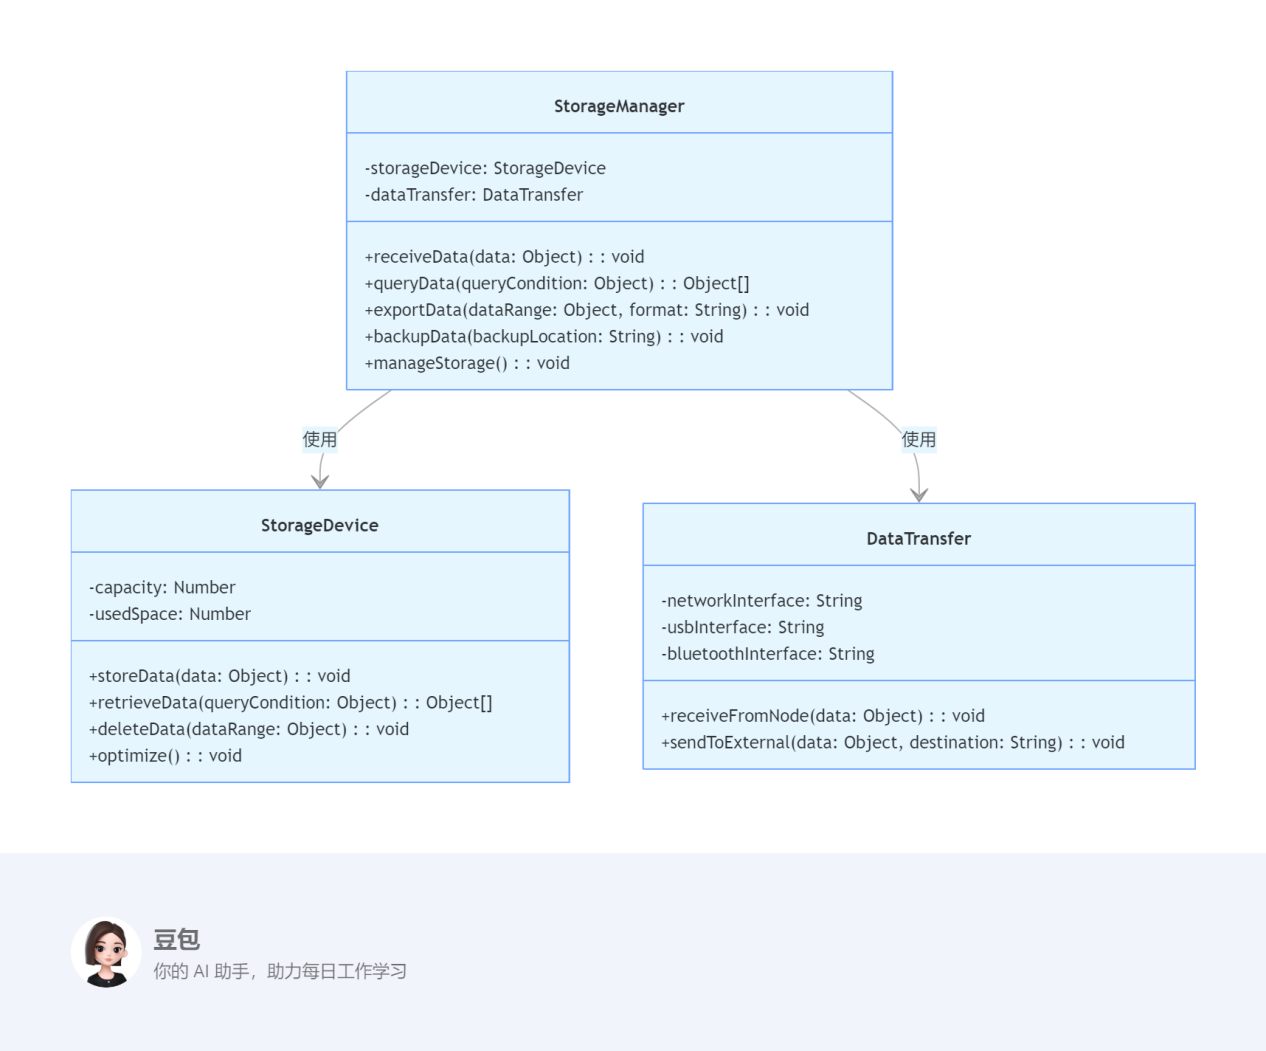 StorageManager
-storageDevice: StorageDevice
-dataTransfer: DataTransfer
+receiveData(data: Object) : : void
+queryData(queryCondition: Object) : : Object[]
+exportData(dataRange: Object, format: String) : : void
+backupData(backupLocation: String) : : void
+manageStorage() : : void
使用
使用
StorageDevice
-capacity: Number
-usedSpace: Number
+storeData(data: Object) : : void
+retrieveData(queryCondition: Object) : : Object[]
+deleteData(dataRange: Object) : : void
+optimize() : : void
DataTransfer
-networkInterface: String
-usbInterface: String
-bluetoothInterface: String
+receiveFromNode(data: Object) : : void
+sendToExternal(data: Object, destination: String) : : void
豆包
你的 AI 助手，助力每日工作学习